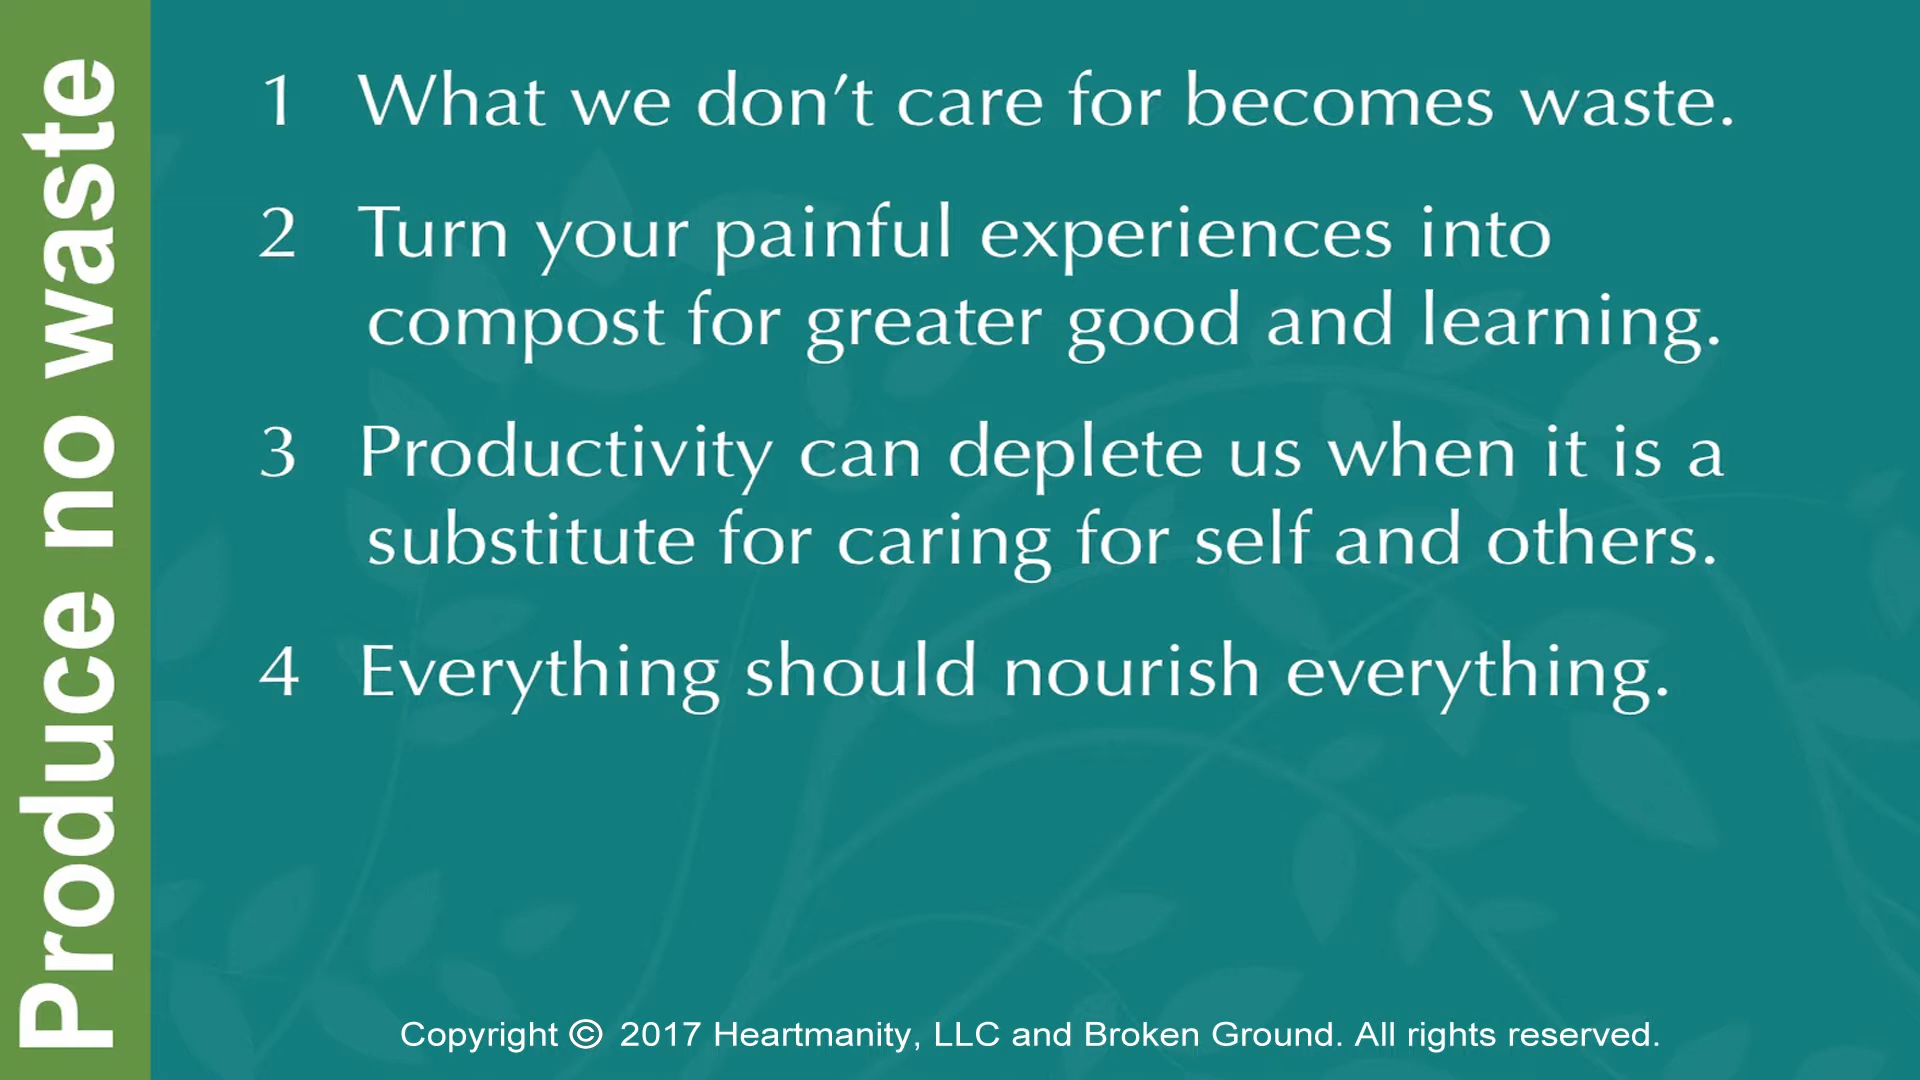 Produce no waste
1 What we don’t care for becomes waste.
2 Turn your painful experiences into
compost for greater good and learning.
3 Productivity can deplete us when it is a
substitute for caring for self and others.
4 Everything should nourish everything.
Copyright © 2017 Heartmanity, LLC and Broken Ground. All rights reserved.